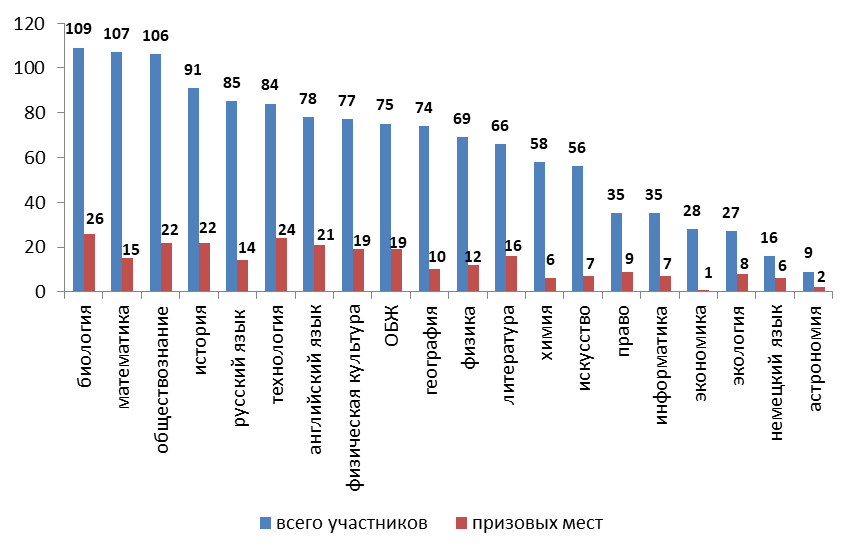 120
100
80
60
40
20
0
109 107 106 91 85 84 78 77 75 74 69 66 58 56 35 35 28 27 16 9
26 15 22 22 14 24 21 19 19 10 12 16 6 7 9 7 1 8 6 2
биология
математика
обществознание
история
русский язык
технология
английский язык
физическая культура
ОБЖ
география
физика
литература
химия
искусство
право
информатика
экономика
экология
немецкий язык
астрономия
всего участников
призовых мест